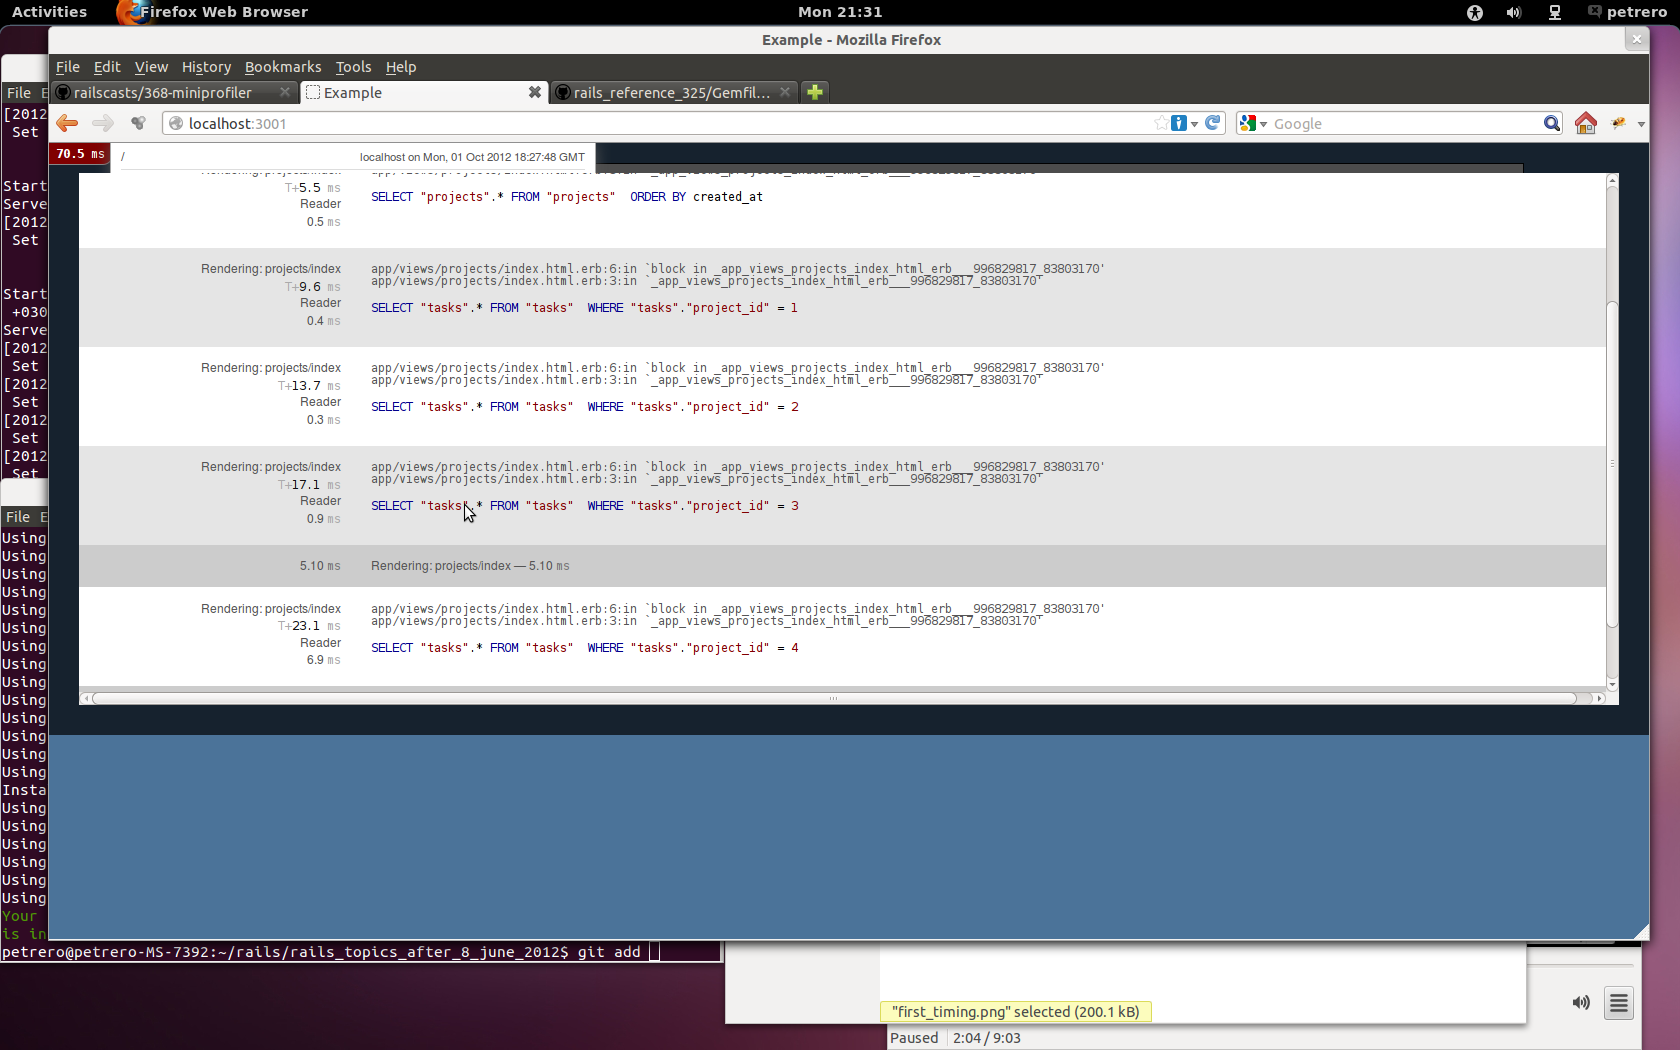 Activities Firefox Web Browser Mon 21:31 petrero
Example - Mozilla Firefox
File Edit View History Bookmarks Tools Help
railscasts/368-miniprofiler Example rails_reference_325/Gemfil...
localhost:3001 Google
70.5 ms / localhost on Mon, 01 Oct 2012 18:27:48 GMT
Rendering: projects/index
T+5.5 ms
Reader
0.5 ms
SELECT "projects".* FROM "projects" ORDER BY created_at
Rendering: projects/index
T+9.6 ms
Reader
0.4 ms
app/views/projects/index.html.erb:6:in `block in _app_views_projects_index_html_erb___996829817_83803170'
app/views/projects/index.html.erb:3:in `_app_views_projects_index_html_erb___996829817_83803170'
SELECT "tasks".* FROM "tasks" WHERE "tasks"."project_id" = 1
Rendering: projects/index
T+13.7 ms
Reader
0.3 ms
app/views/projects/index.html.erb:6:in `block in _app_views_projects_index_html_erb___996829817_83803170'
app/views/projects/index.html.erb:3:in `_app_views_projects_index_html_erb___996829817_83803170'
SELECT "tasks".* FROM "tasks" WHERE "tasks"."project_id" = 2
Rendering: projects/index
T+17.1 ms
Reader
0.9 ms
app/views/projects/index.html.erb:6:in `block in _app_views_projects_index_html_erb___996829817_83803170'
app/views/projects/index.html.erb:3:in `_app_views_projects_index_html_erb___996829817_83803170'
SELECT "tasks".* FROM "tasks" WHERE "tasks"."project_id" = 3
5.10 ms Rendering: projects/index — 5.10 ms
Rendering: projects/index
T+23.1 ms
Reader
6.9 ms
app/views/projects/index.html.erb:6:in `block in _app_views_projects_index_html_erb___996829817_83803170'
app/views/projects/index.html.erb:3:in `_app_views_projects_index_html_erb___996829817_83803170'
SELECT "tasks".* FROM "tasks" WHERE "tasks"."project_id" = 4
File E
[2012
Set
Start
Serve
[2012
Set
Start
+030
Serve
[2012
Set
[2012
Set
[2012
Set
[2012
Set
File E
Using
Using
Using
Using
Using
Using
Using
Using
Using
Using
Using
Using
Using
Using
Insta
Using
Using
Using
Using
Using
Using
Your
is in
petrero@petrero-MS-7392:~/rails/rails_topics_after_8_june_2012$ git add
"first_timing.png" selected (200.1 kB)
Paused 2:04 / 9:03